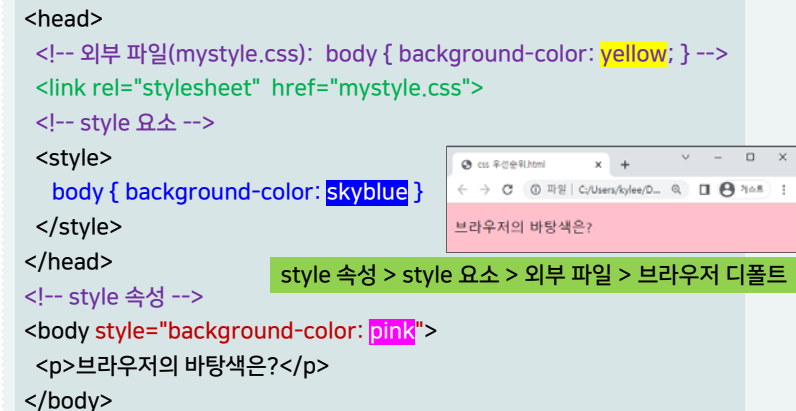 <head>
<!-- 외부 파일(mystyle.css): body { background-color: yellow; } -->
<link rel="stylesheet" href="mystyle.css">
<!-- style 요소 -->
<style>
body { background-color: skyblue }
</style>
</head>
<!-- style 속성 -->
<body style="background-color: pink">
<p>브라우저의 바탕색은?</p>
</body>
css 우선순위.html
파일 | C:/Users/kylee/D...
게스트
브라우저의 바탕색은?
style 속성 > style 요소 > 외부 파일 > 브라우저 디폴트